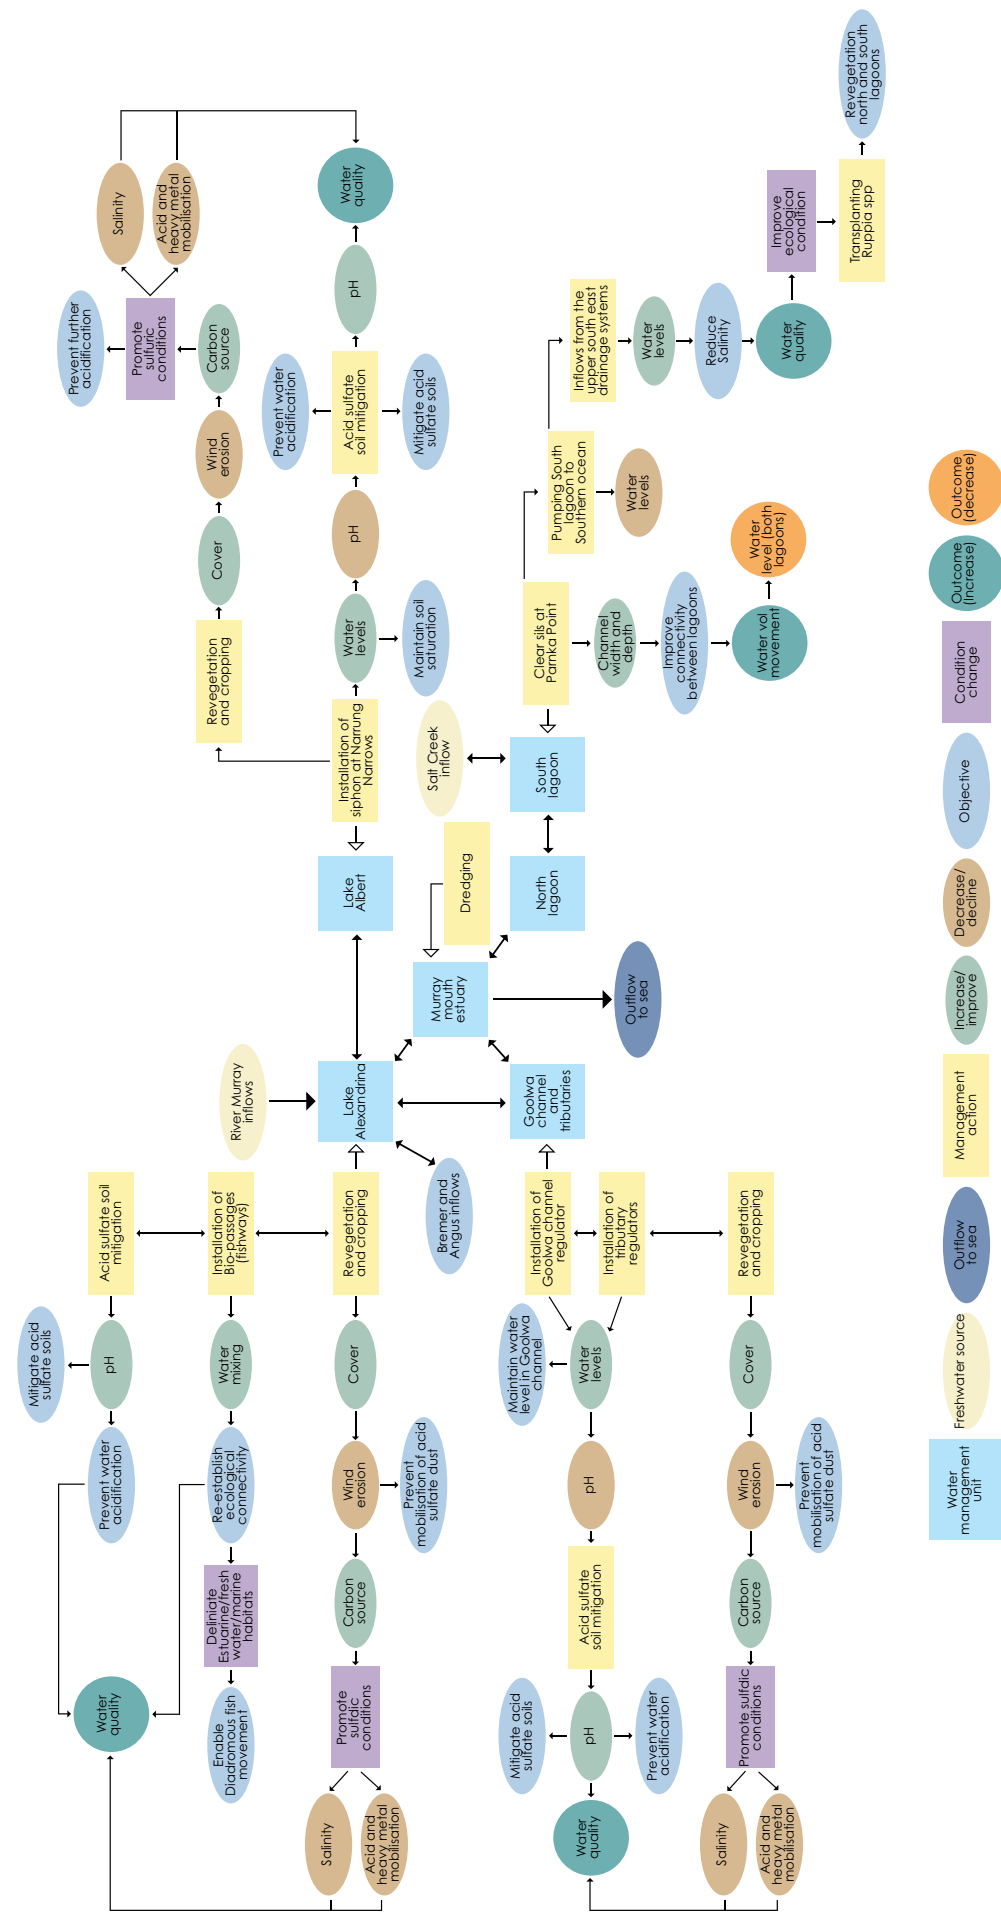 Water
quality
Mitigate acid
sulfate soils
Prevent water
acidification
pH
Acid sulfate soil
mitigation
Enable
Diadromous fish
movement
Deliniate
Estuarine/fresh
water/marine
habitats
Re-establish
ecological
connectivity
Water
mixing
Installation of
Bio-passages
(fishways)
River Murray
inflows
Salinity
Acid and
heavy metal
mobilisation
Promote
sulfdic
conditions
Carbon
source
Wind
erosion
Cover
Revegetation
and cropping
Prevent
mobilisation of acid
sulfate dust
Bremer and
Angus inflows
Lake
Alexandrina
Lake
Albert
Installation of
siphon at Narrung
Narrows
Revegetation
and cropping
Cover
Wind
erosion
Carbon
source
Promote
sulfuric
conditions
Prevent further
acidification
Salinity
Acid and
heavy metal
mobilisation
Water
quality
Water
levels
Maintain soil
saturation
pH
Prevent water
acidification
Acid sulfate
soil mitigation
Mitigate acid
sulfate soils
pH
Murray
mouth
estuary
Dredging
Salt Creek
inflow
Goolwa
channel
and
tributaries
North
lagoon
South
lagoon
Outflow
to sea
Clear sils at
Parnka Point
Channel
width and
depth
Improve
connectivity
between lagoons
Water vol
movement
Water
level (both
lagoons)
Pumping South
lagoon to
Southern ocean
Water
levels
Inflows from the
upper south east
drainage systems
Water
levels
Reduce
Salinity
Water
quality
Improve
ecological
condition
Transplanting
Ruppia spp
Revegetation
north and south
lagoons
Installation of
Goolwa channel
regulator
Installation of
tributary
regulators
Maintain water
level in Goolwa
channel
Water
levels
pH
Acid sulfate
soil mitigation
Mitigate acid
sulfate soils
pH
Prevent water
acidification
Water
quality
Revegetation
and cropping
Cover
Wind
erosion
Prevent
mobilisation of acid
sulfate dust
Carbon
source
Promote sulfdic
conditions
Salinity
Acid and
heavy metal
mobilisation
Water
management
unit
Freshwater source
Outflow
to sea
Management
action
Increase/
improve
Decrease/
decline
Objective
Condition
change
Outcome
(Increase)
Outcome
(decrease)